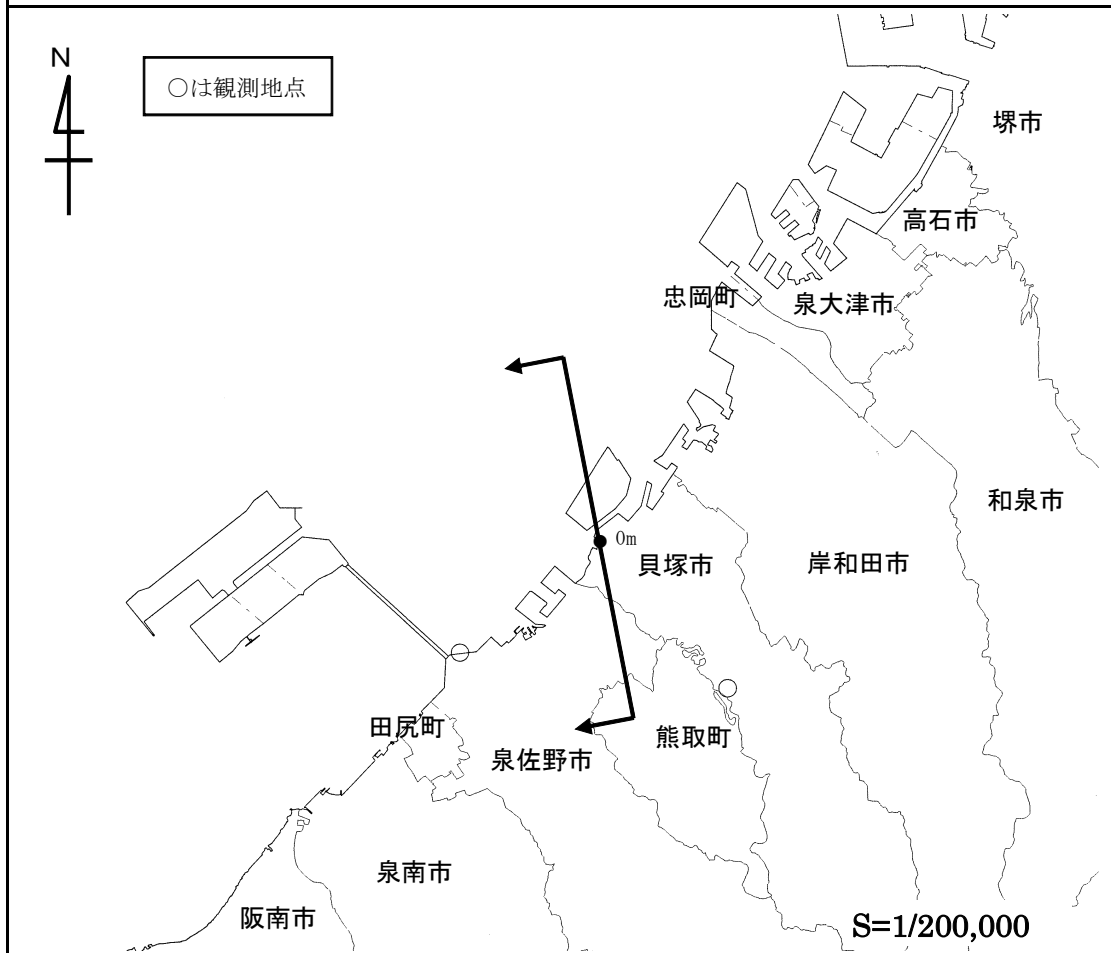 N
○は観測地点
堺市
高石市
忠岡町
泉大津市
和泉市
0m
貝塚市
岸和田市
田尻町
熊取町
泉佐野市
泉南市
阪南市
S=1/200,000